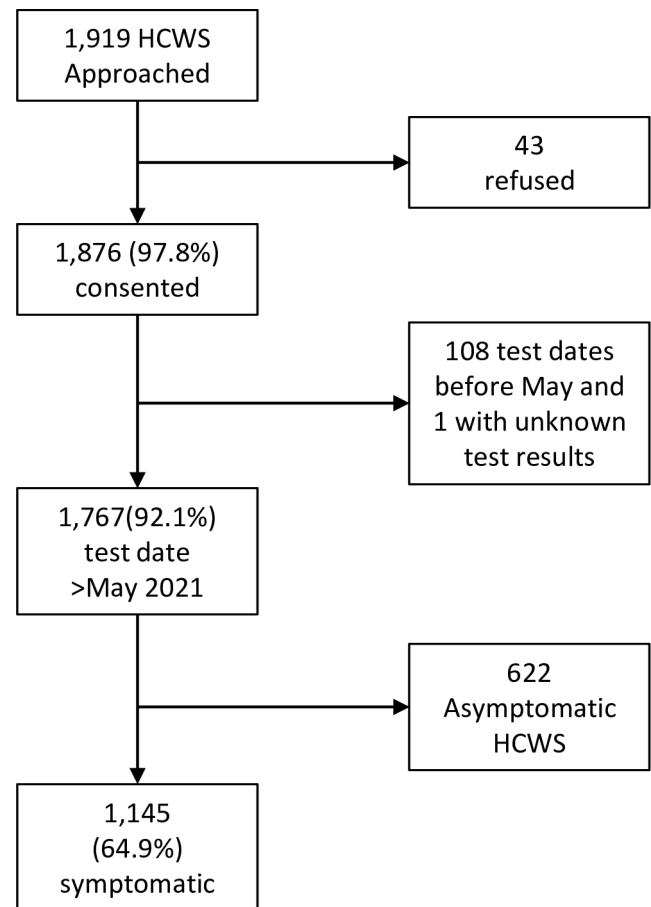 1,919 HCWS
Approached
43
refused
1,876 (97.8%)
consented
108 test dates
before May and
1 with unknown
test results
1,767(92.1%)
test date
>May 2021
622
Asymptomatic
HCWS
1,145
(64.9%)
symptomatic